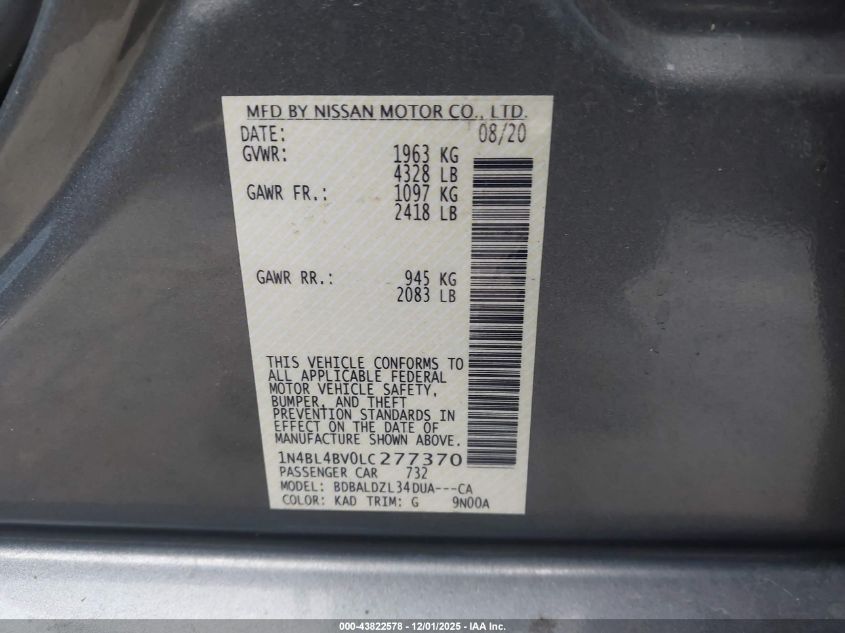 MFD BY NISSAN MOTOR CO., LTD.
DATE: 08/20
GVWR: 1963 KG
4328 LB
GAWR FR.: 1097 KG
2418 LB
GAWR RR.: 945 KG
2083 LB
THIS VEHICLE CONFORMS TO
ALL APPLICABLE FEDERAL
MOTOR VEHICLE SAFETY,
BUMPER, AND THEFT
PREVENTION STANDARDS IN
EFFECT ON THE DATE OF
MANUFACTURE SHOWN ABOVE.
1N4BL4BV0LC277370
PASSENGER CAR 732
MODEL: BDBALDZL34DUA---CA
COLOR: KAD TRIM: G 9N00A
000-43822578 - 12/01/2025 - IAA Inc.